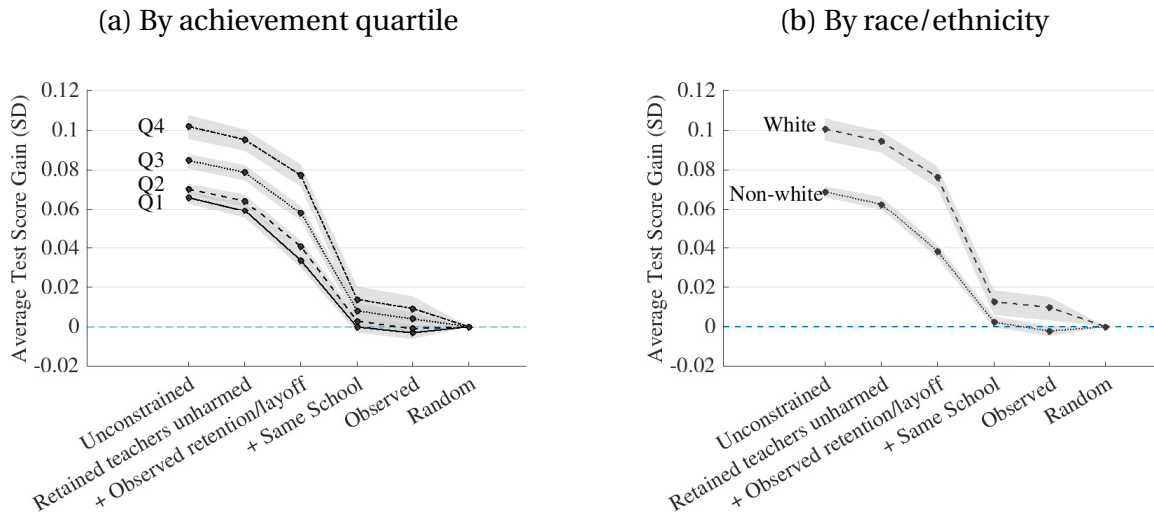 (a) By achievement quartile
Average Test Score Gain (SD)
0.12
0.1
0.08
0.06
0.04
0.02
0
-0.02
Q4
Q3
Q2
Q1
Unconstrained
Retained teachers unharmed
+ Observed retention/layoff
+ Same School
Observed
Random
(b) By race/ethnicity
Average Test Score Gain (SD)
0.12
0.1
0.08
0.06
0.04
0.02
0
-0.02
White
Non-white
Unconstrained
Retained teachers unharmed
+ Observed retention/layoff
+ Same School
Observed
Random